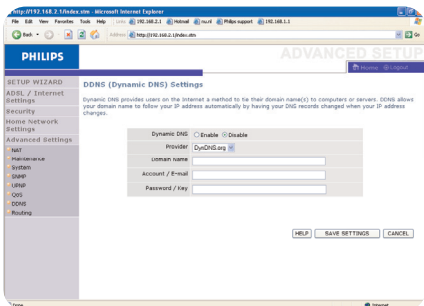 http://192.168.2.1/index.stm - Microsoft Internet Explorer
File Edit View Favorites Tools Help Links 192.168.2.1 Hotmail nu.nl Philips support 192.168.1.1
Back
Address http://192.168.2.1/index.stm Go
PHILIPS
ADVANCED SETUP
Home Logout
SETUP WIZARD
ADSL / Internet Settings
Security
Home Network Settings
Advanced Settings
NAT
Maintenance
System
SNMP
UPNP
QoS
DDNS
Routing
DDNS (Dynamic DNS) Settings
Dynamic DNS provides users on the Internet a method to tie their domain name(s) to computers or servers. DDNS allows
your domain name to follow your IP address automatically by having your DNS records changed when your IP address
changes.
Dynamic DNS Enable Disable
Provider DynDNS.org
Domain Name
Account / E-mail
Password / Key
HELP SAVE SETTINGS CANCEL
Done Internet